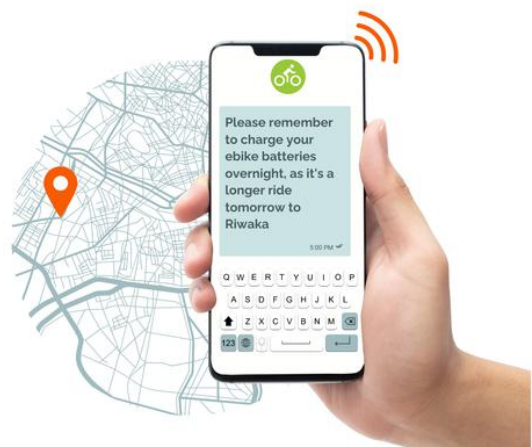 Please remember
to charge your
ebike batteries
overnight, as it's a
longer ride
tomorrow to
Riwaka
5:00 PM
Q W E R T Y U I O P
A S D F G H J K L
Z X C V B N M
123